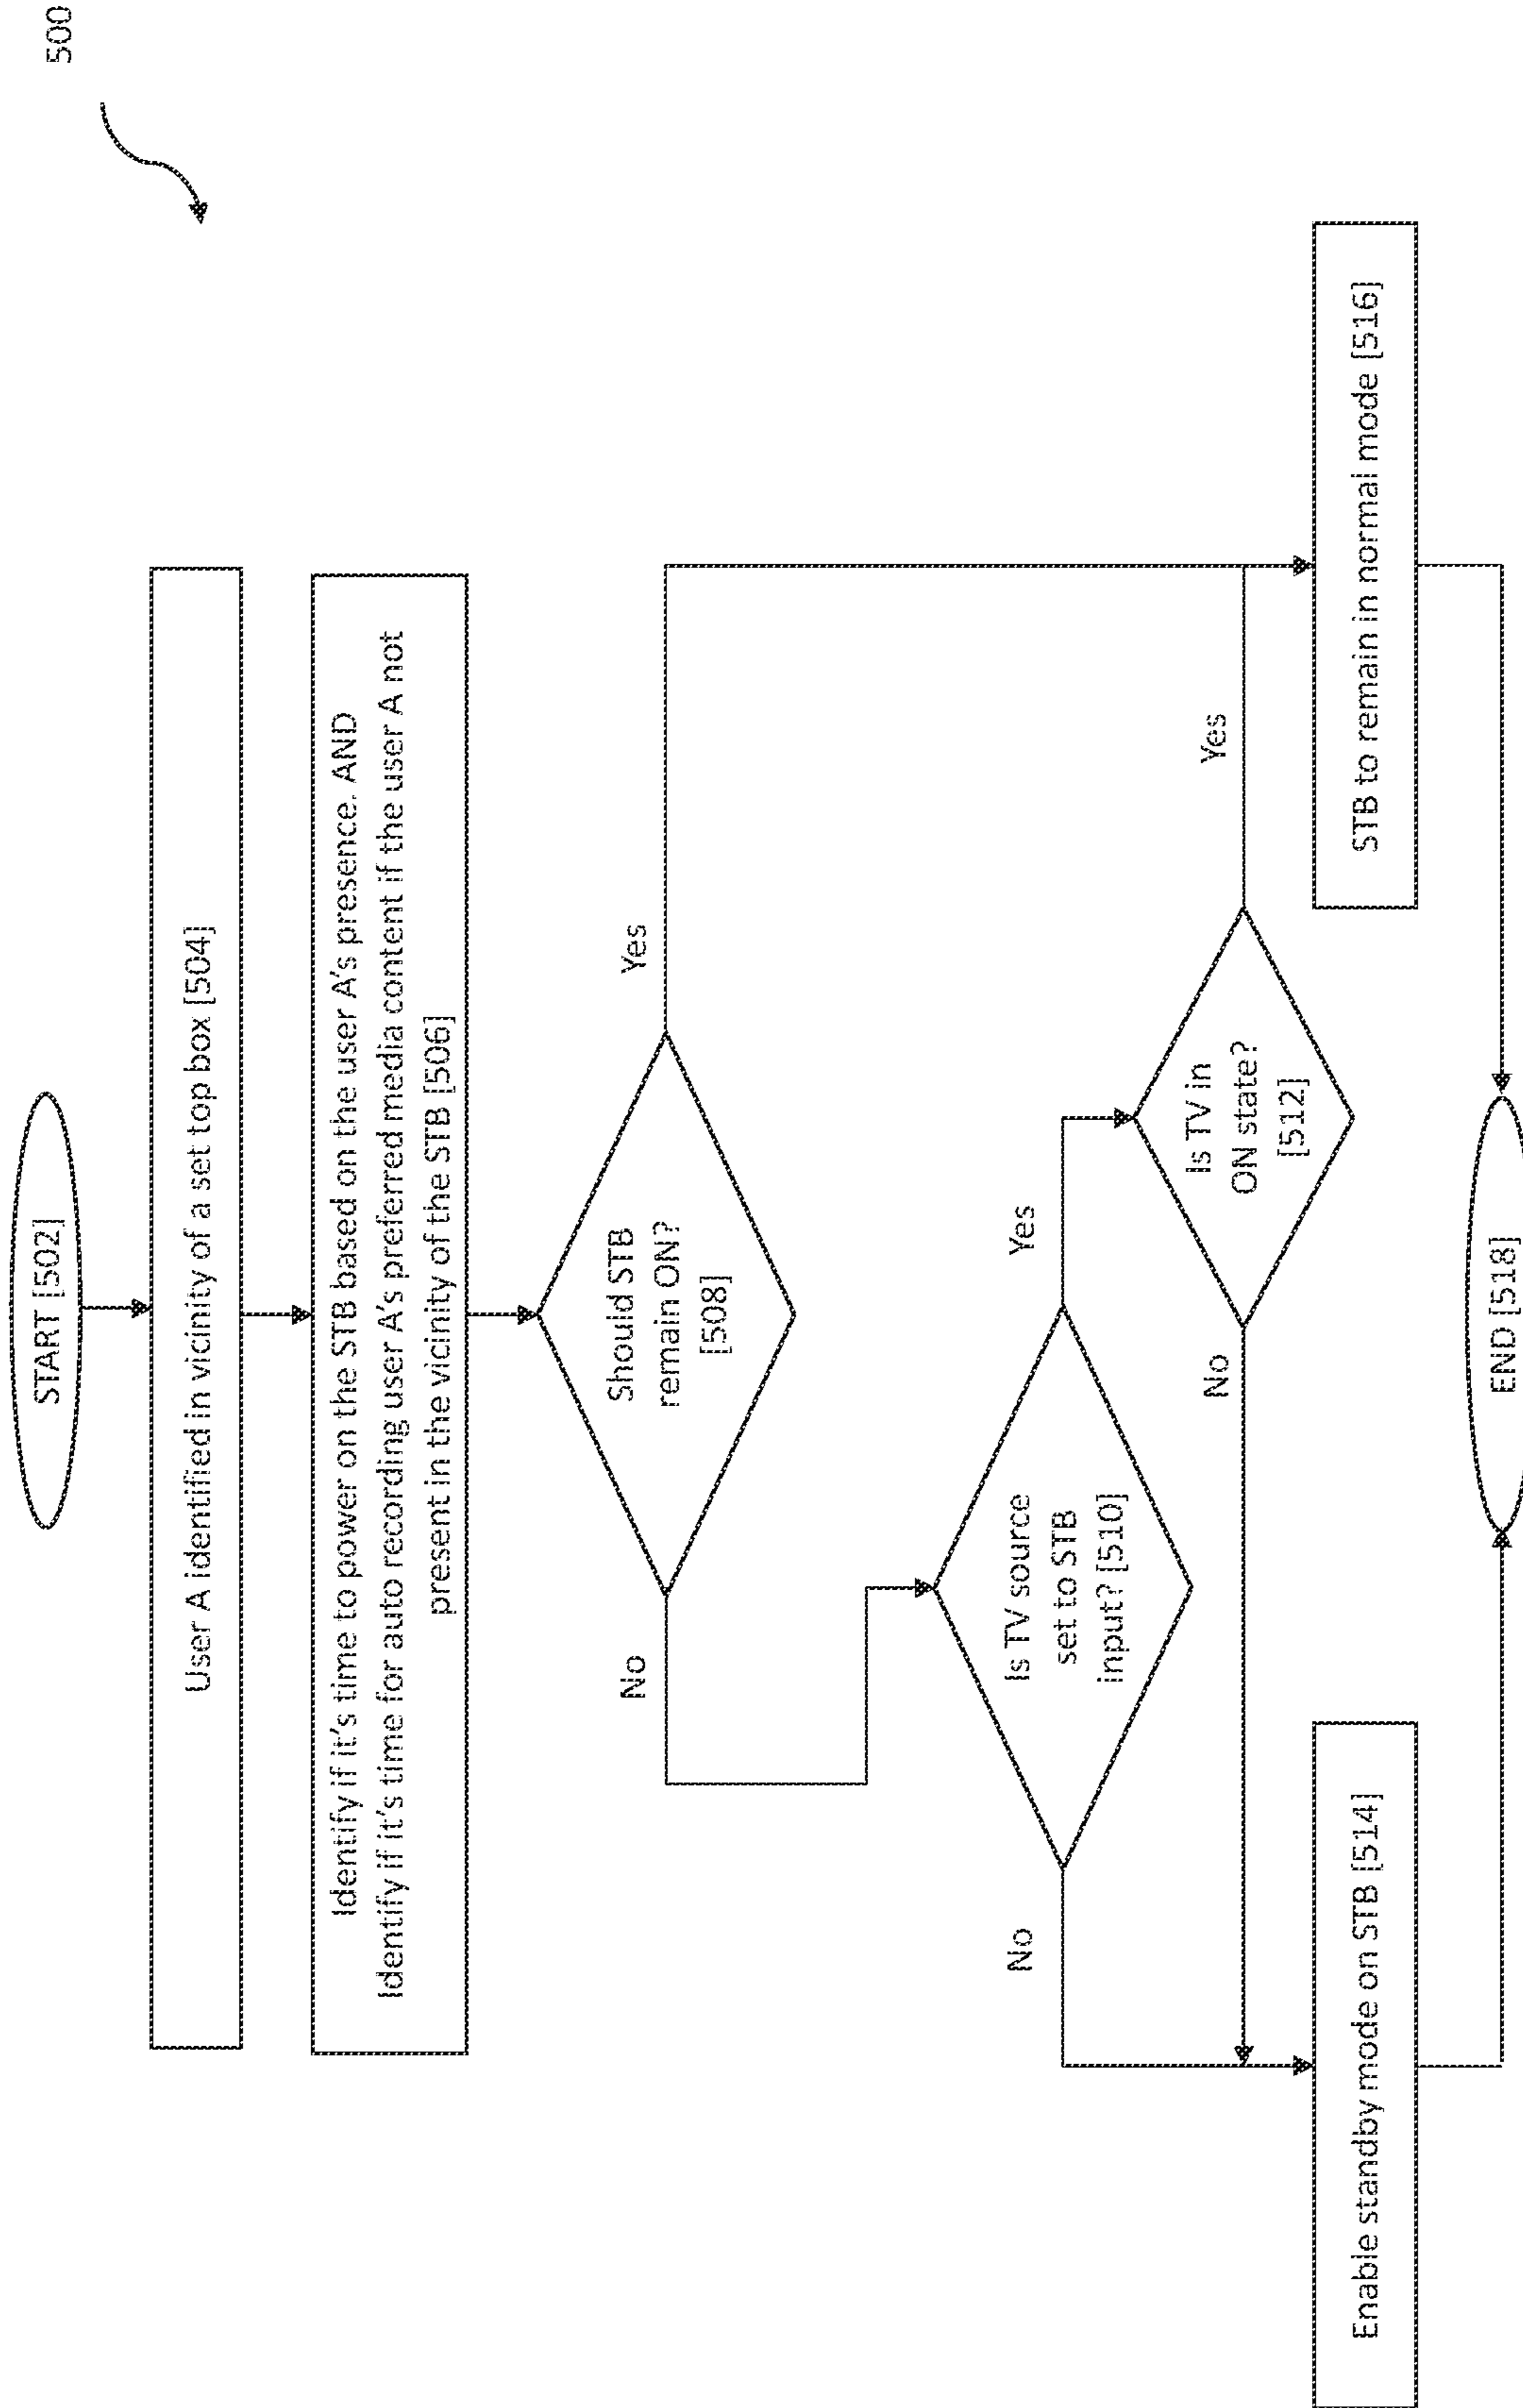 500
START [502]
User A identified in vicinity of a set top box [504]
Identify if it's time to power on the STB based on the user A's presence. AND
Identify if it's time for auto recording user A's preferred media content if the user A not
present in the vicinity of the STB [506]
Should STB
remain ON?
[508]
No
Yes
Is TV source
set to STB
input? [510]
No
Yes
Is TV in
ON state?
[512]
No
Yes
Enable standby mode on STB [514]
STB to remain in normal mode [516]
END [518]